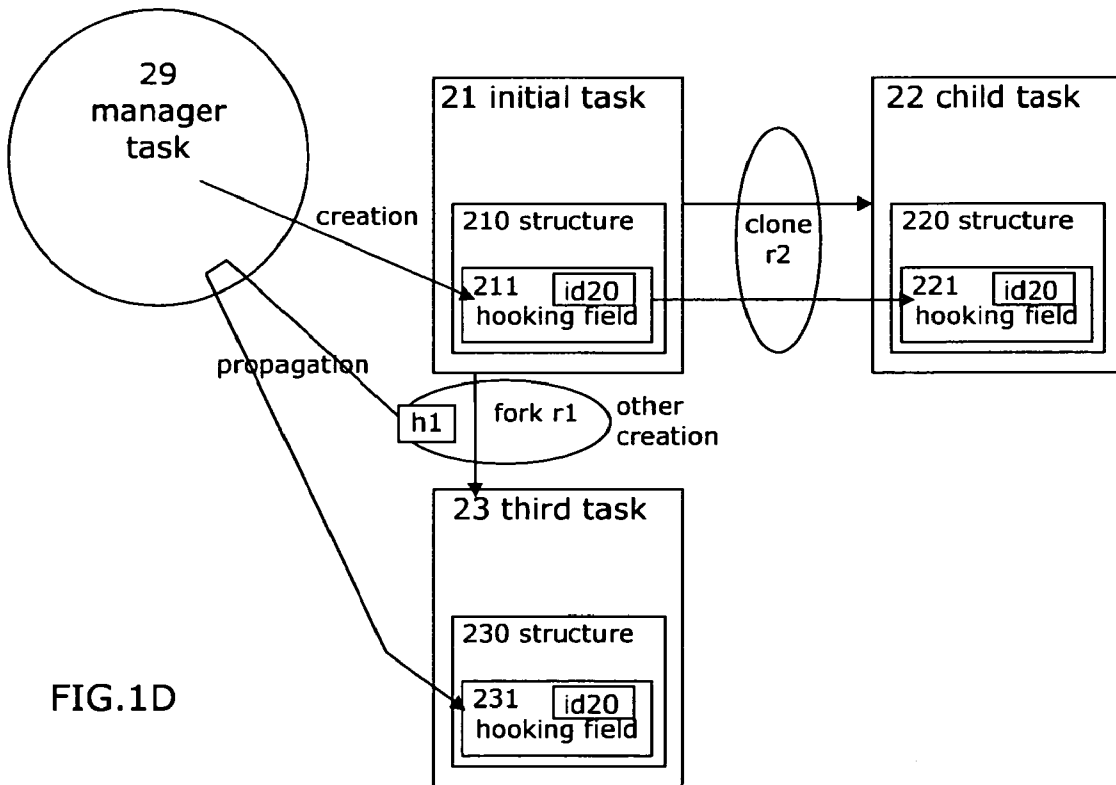 29
manager
task
21 initial task
22 child task
creation
210 structure
clone
r2
220 structure
211
id20
hooking field
221
id20
hooking field
propagation
h1
fork r1
other
creation
23 third task
230 structure
231
id20
hooking field
FIG.1D